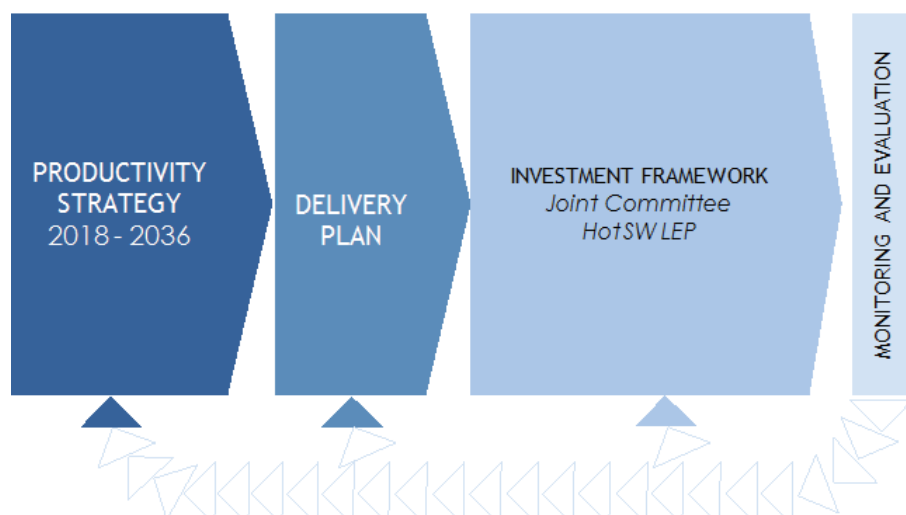 PRODUCTIVITY
STRATEGY
2018 - 2036
DELIVERY
PLAN
INVESTMENT FRAMEWORK
Joint Committee
HotSW LEP
MONITORING AND EVALUATION